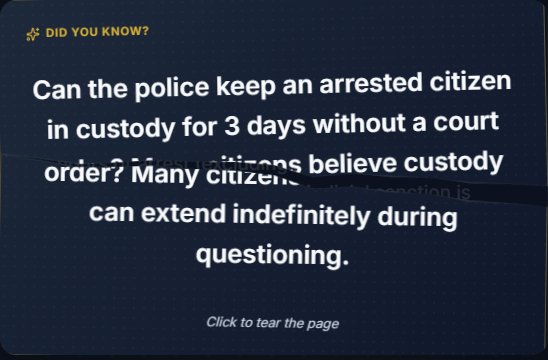 DID YOU KNOW?
Can the police keep an arrested citizen
in custody for 3 days without a court
order? Many citizens believe custody
can extend indefinitely during
questioning.
Click to tear the page